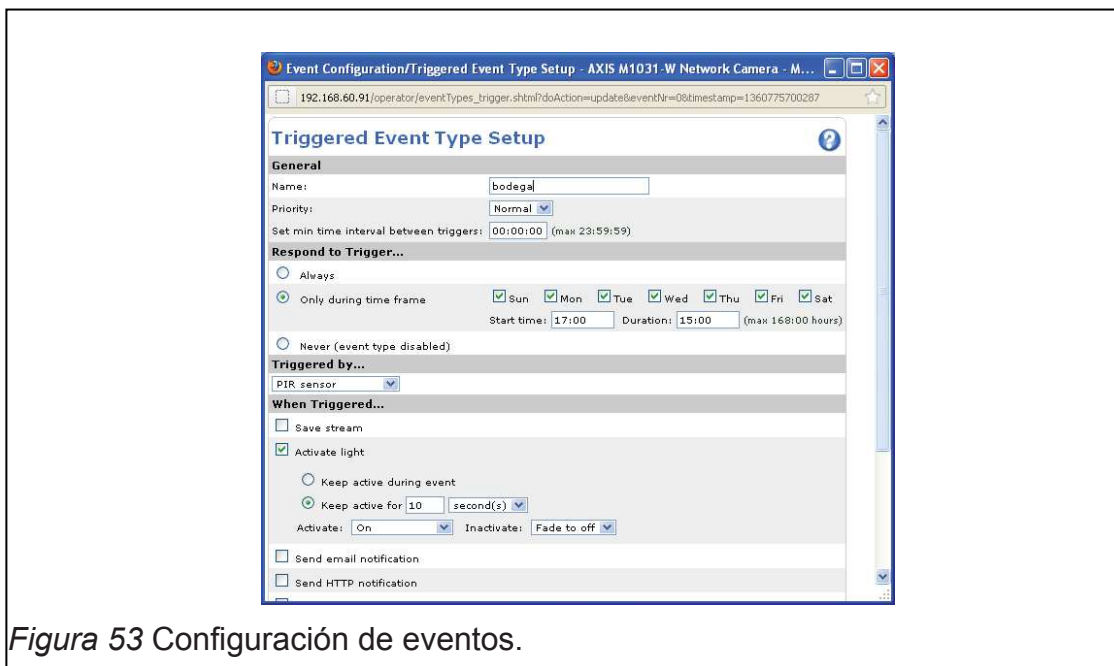 Event Configuration/Triggered Event Type Setup - AXIS M1031-W Network Camera - M...
192.168.60.91/operator/eventTypes_trigger.shtml?doAction=update&eventNr=0&timestamp=1360775700287
Triggered Event Type Setup
General
Name: bodega
Priority: Normal
Set min time interval between triggers: 00:00:00 (max 23:59:59)
Respond to Trigger...
Always
Only during time frame Sun Mon Tue Wed Thu Fri Sat
Start time: 17:00 Duration: 15:00 (max 168:00 hours)
Never (event type disabled)
Triggered by...
PIR sensor
When Triggered...
Save stream
Activate light
Keep active during event
Keep active for 10 second(s)
Activate: On Inactivate: Fade to off
Send email notification
Send HTTP notification
Figura 53 Configuración de eventos.